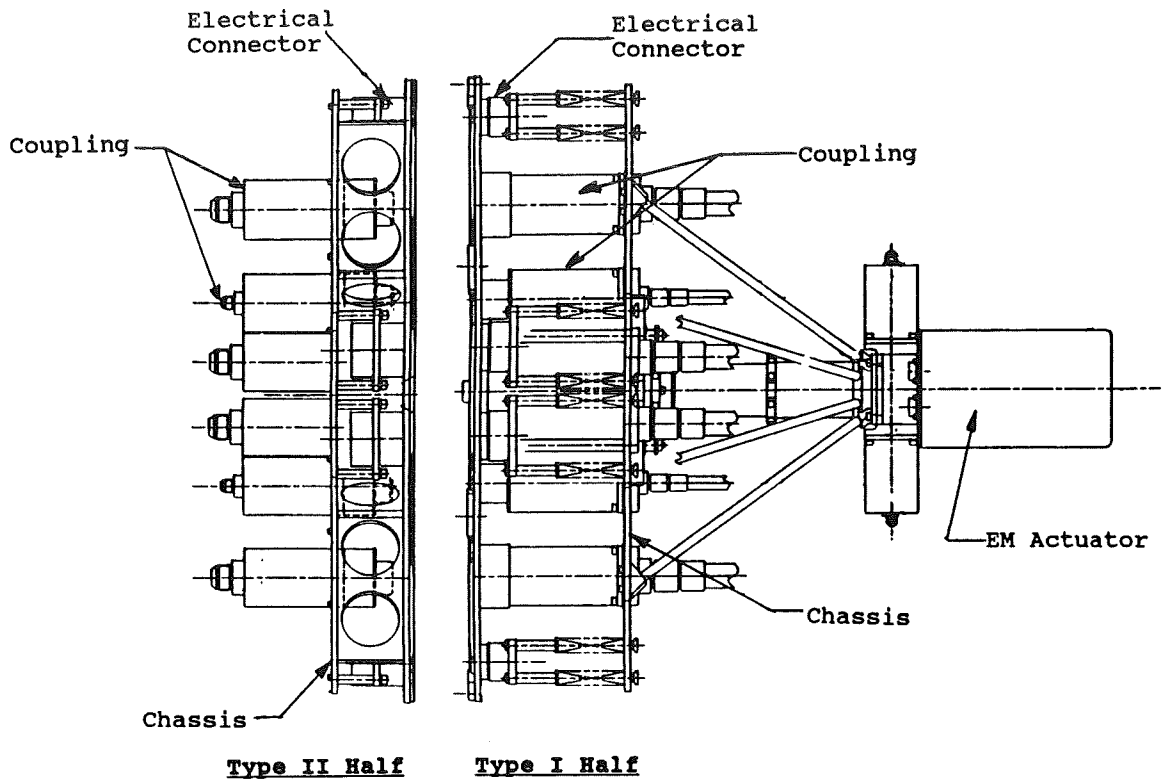 Electrical
Connector
Electrical
Connector
Coupling
Coupling
EM Actuator
Chassis
Chassis
Type II Half
Type I Half